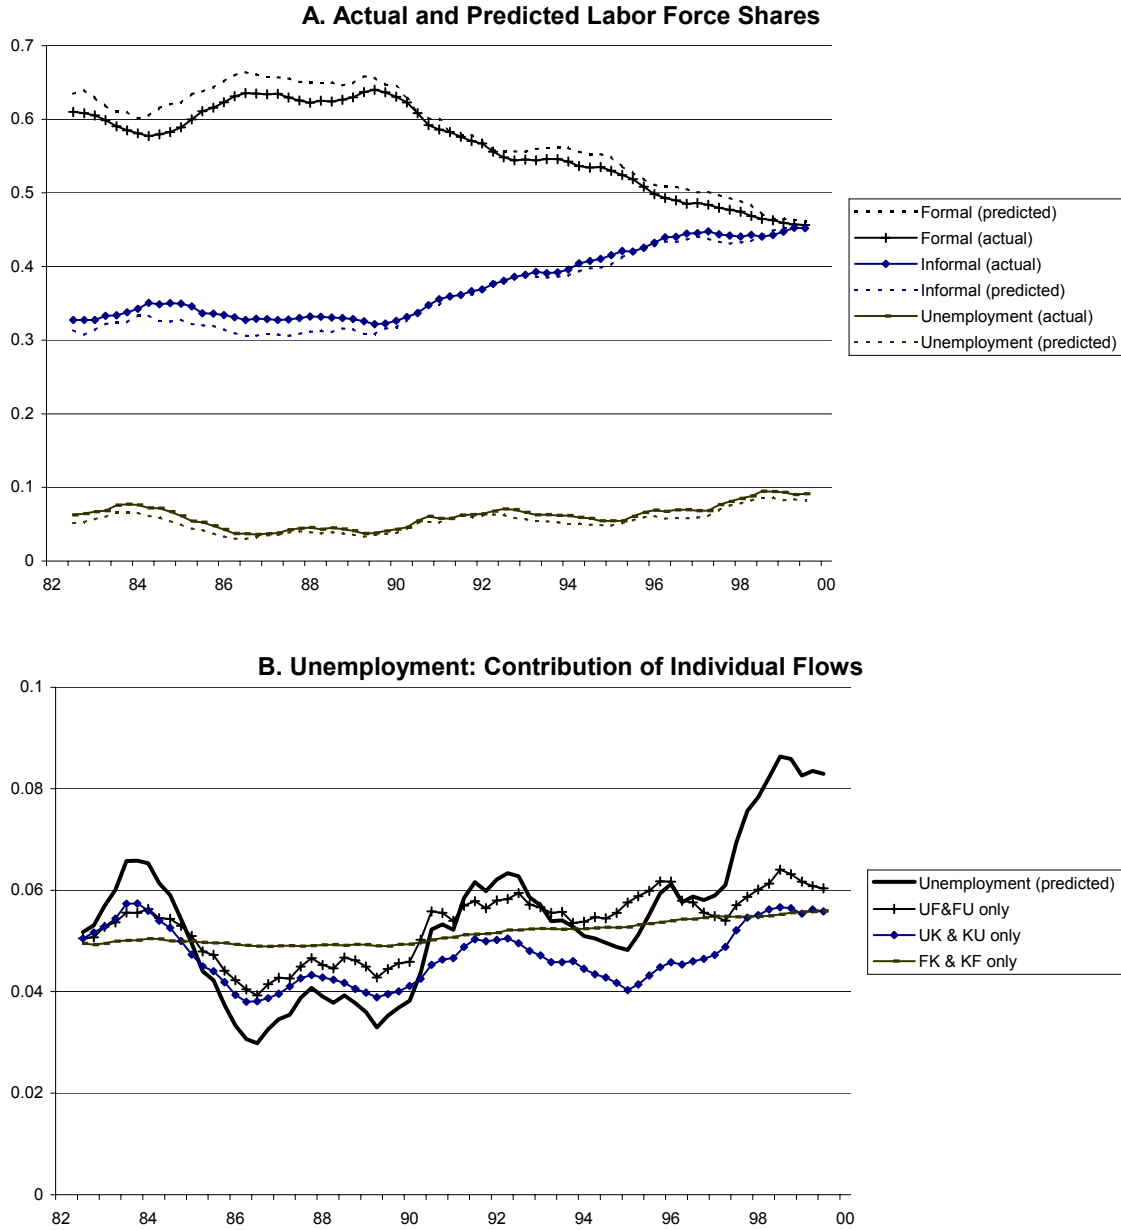 A. Actual and Predicted Labor Force Shares
0.7
0.6
0.5
0.4
0.3
0.2
0.1
0
82 84 86 88 90 92 94 96 98 00
Formal (predicted)
Formal (actual)
Informal (actual)
Informal (predicted)
Unemployment (actual)
Unemployment (predicted)
B. Unemployment: Contribution of Individual Flows
0.1
0.08
0.06
0.04
0.02
0
82 84 86 88 90 92 94 96 98 00
Unemployment (predicted)
UF&FU only
UK & KU only
FK & KF only